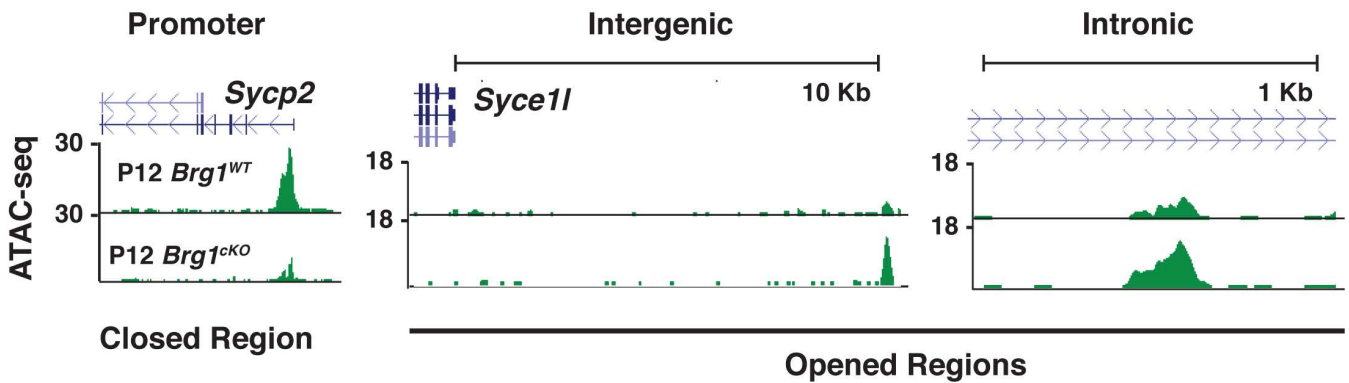 Promoter
Intergenic
Intronic
Sycp2
Syce1l
10 Kb
1 Kb
ATAC-seq
30
P12 Brg1WT
30
P12 Brg1cKO
18
18
18
18
Closed Region
Opened Regions